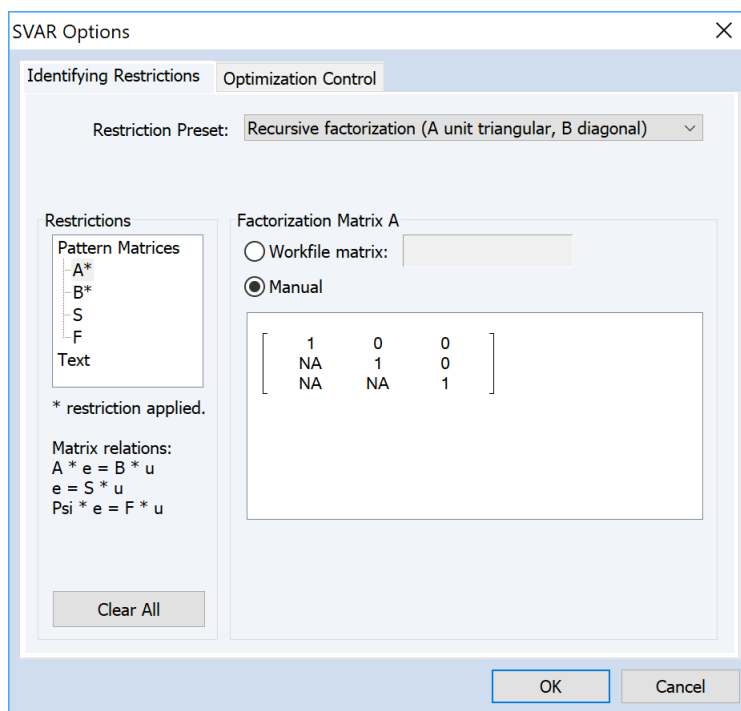 SVAR Options
Identifying Restrictions
Optimization Control
Restriction Preset: Recursive factorization (A unit triangular, B diagonal)
Restrictions
Pattern Matrices
A*
B*
S
F
Text
* restriction applied.
Matrix relations:
A * e = B * u
e = S * u
Psi * e = F * u
Clear All
Factorization Matrix A
Workfile matrix:
Manual
1 0 0
NA 1 0
NA NA 1
OK
Cancel